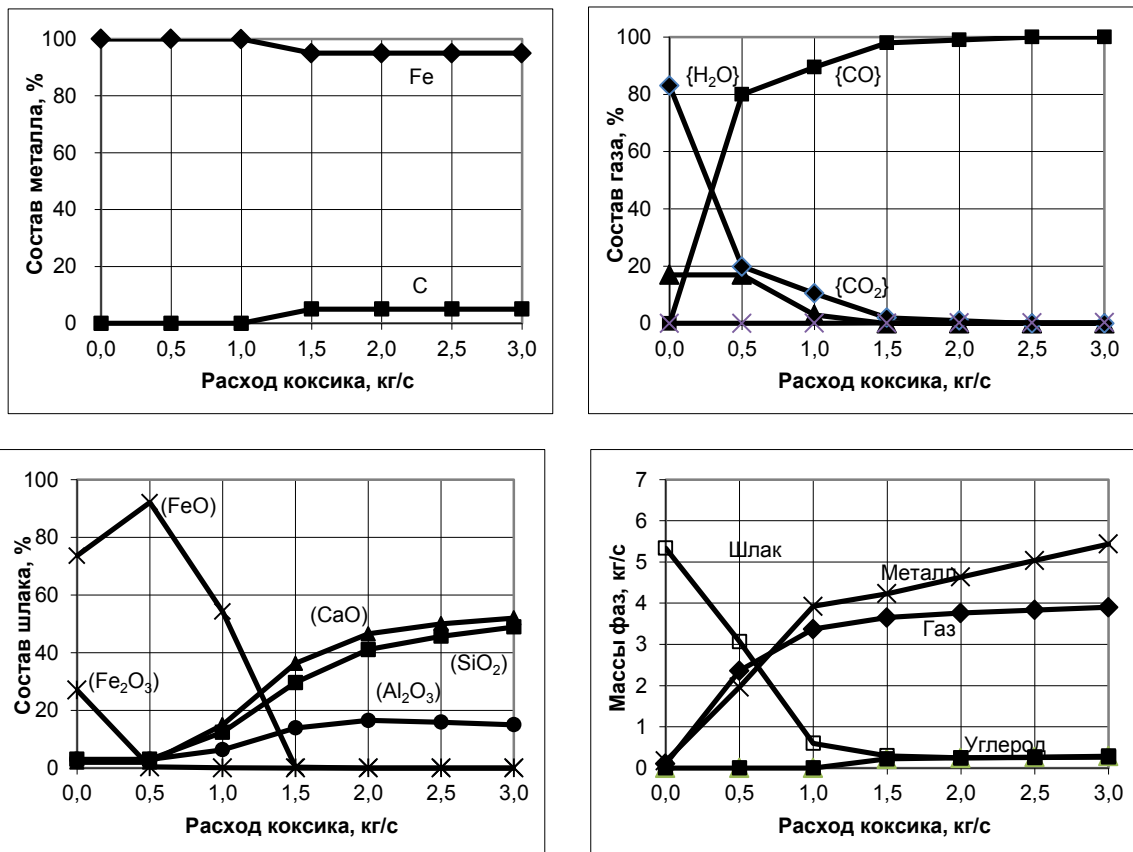 Состав металла, %
100
80
60
40
20
0
Fe
C
0,0 0,5 1,0 1,5 2,0 2,5 3,0
Расход коксика, кг/с
Состав газа, %
100
80
60
40
20
0
{H₂O}
{CO}
{CO₂}
0,0 0,5 1,0 1,5 2,0 2,5 3,0
Расход коксика, кг/с
Состав шлака, %
100
80
60
40
20
0
(FeO)
(CaO)
(SiO₂)
(Fe₂O₃)
(Al₂O₃)
0,0 0,5 1,0 1,5 2,0 2,5 3,0
Расход коксика, кг/с
Массы фаз, кг/с
7
6
5
4
3
2
1
0
Шлак
Металл
Газ
Углерод
0,0 0,5 1,0 1,5 2,0 2,5 3,0
Расход коксика, кг/с